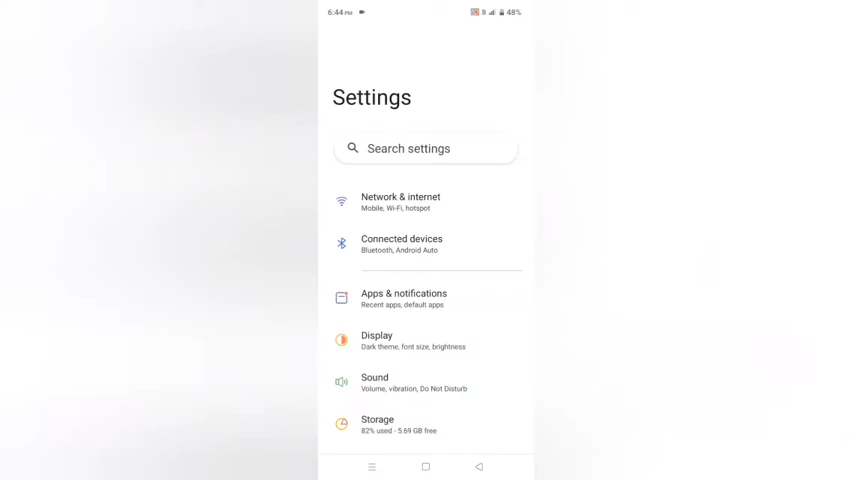 6:44 PM
48%
Settings
Search settings
Network & internet
Mobile, Wi-Fi, hotspot
Connected devices
Bluetooth, Android Auto
Apps & notifications
Recent apps, default apps
Display
Dark theme, font size, brightness
Sound
Volume, vibration, Do Not Disturb
Storage
82% used - 5.69 GB free